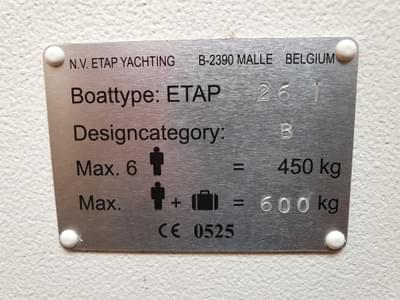 N.V. ETAP YACHTING B-2390 MALLE BELGIUM
Boattype: ETAP 26 I
Designcategory: B
Max. 6 = 450 kg
Max. + = 600 kg
CE 0525